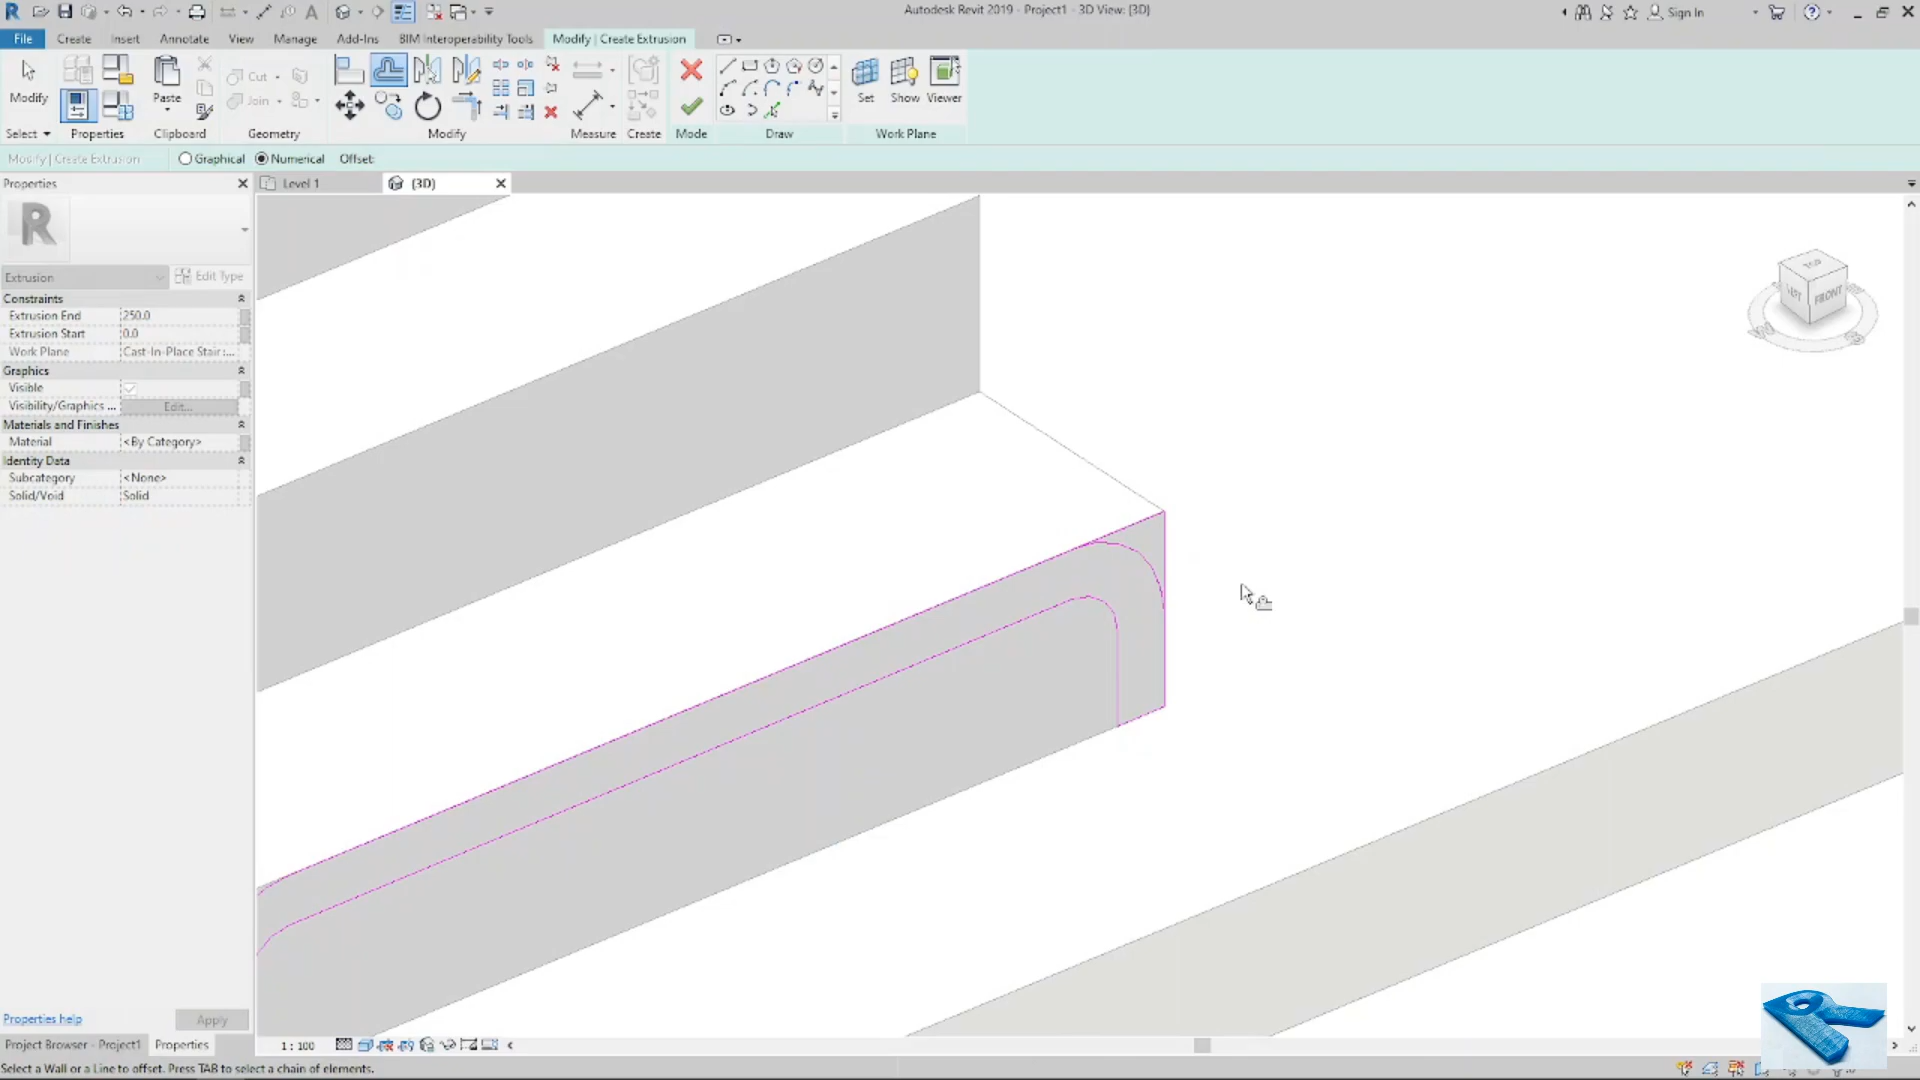 Autodesk Revit 2019 - Project1 - 3D View: {3D}
Sign In
File
Create
Insert
Annotate
View
Manage
Add-Ins
BIM Interoperability Tools
Modify | Create Extrusion
Modify
Paste
Cut
Join
Set
Show
Viewer
Select
Properties
Clipboard
Geometry
Modify
Measure
Create
Mode
Draw
Work Plane
Modify | Create Extrusion
Graphical
Numerical
Offset:
Properties
Level 1
{3D}
Extrusion
Edit Type
Constraints
Extrusion End 250.0
Extrusion Start 0.0
Work Plane Cast-In-Place Stair:...
Graphics
Visible
Visibility/Graphics ... Edit...
Materials and Finishes
Material <By Category>
Identity Data
Subcategory <None>
Solid/Void Solid
TOP
FRONT
Properties help
Apply
Project Browser - Project1
Properties
1 : 100
Select a Wall or a Line to offset. Press TAB to select a chain of elements.